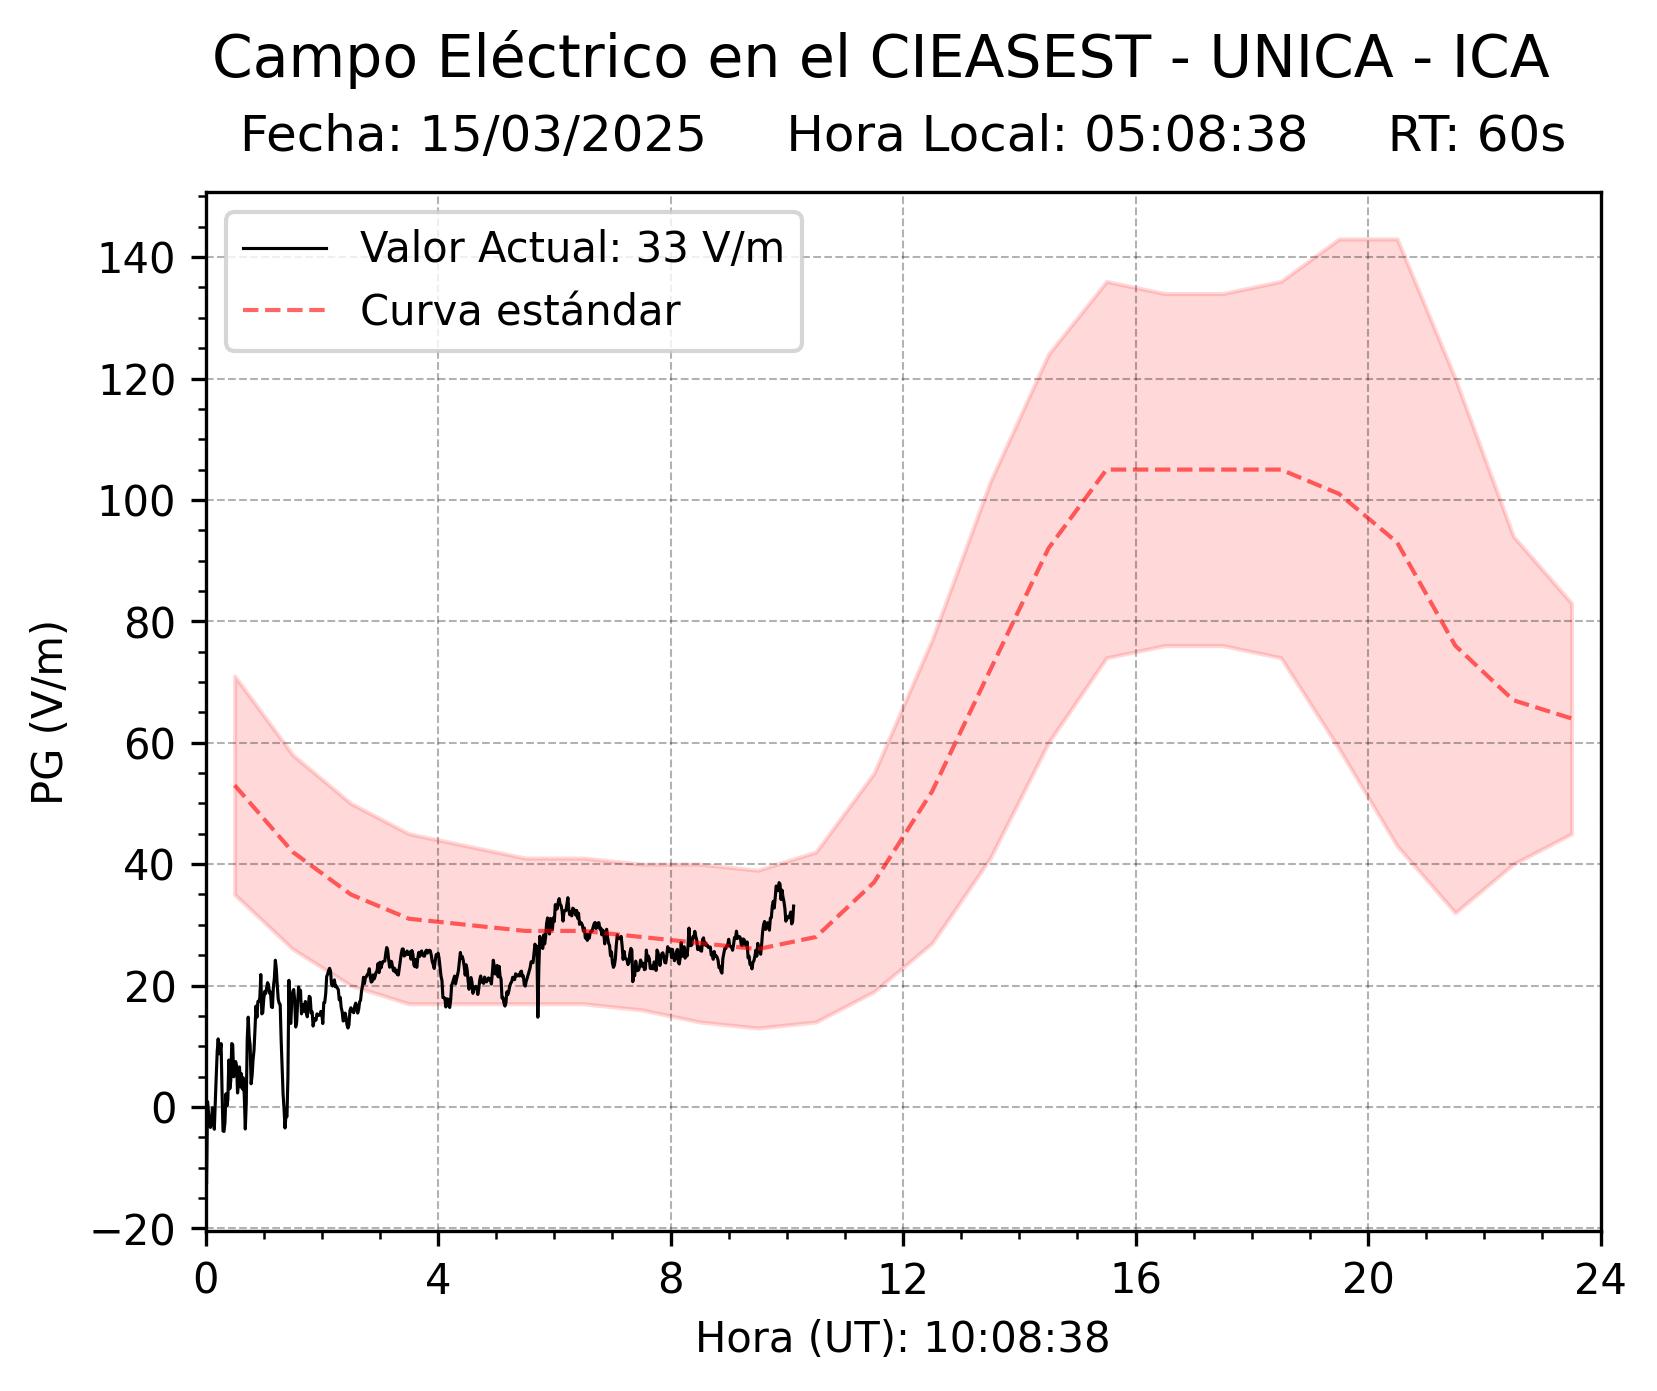 Campo Eléctrico en el CIEASEST - UNICA - ICA
Fecha: 15/03/2025 Hora Local: 05:08:38 RT: 60s
Valor Actual: 33 V/m
Curva estándar
PG (V/m)
140
120
100
80
60
40
20
0
−20
0 4 8 12 16 20 24
Hora (UT): 10:08:38